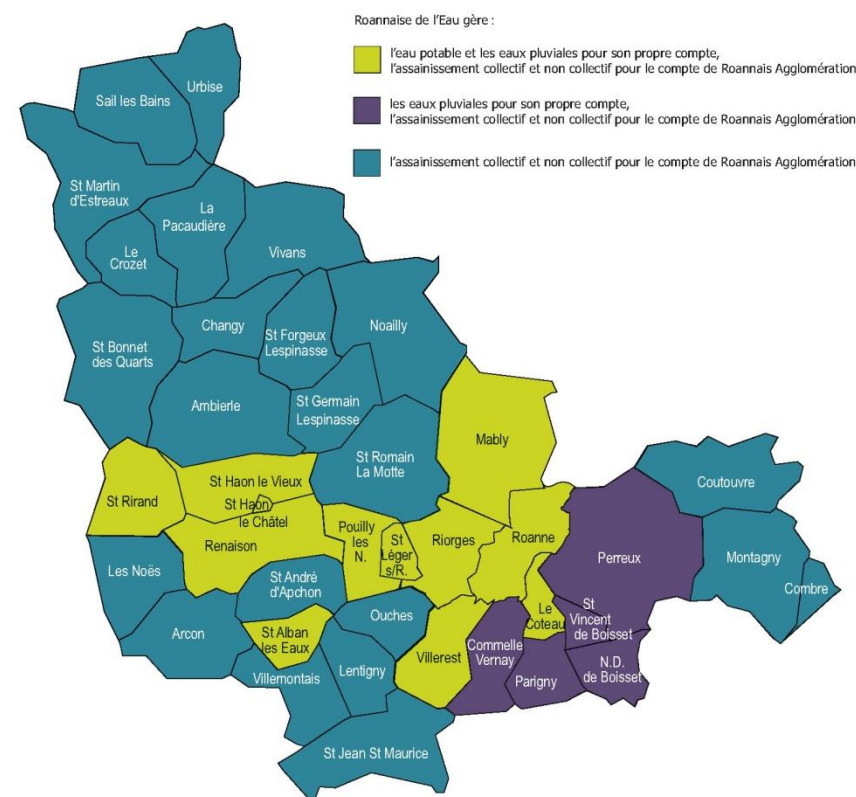 Roannaise de l'Eau gère :
l'eau potable et les eaux pluviales pour son propre compte,
l'assainissement collectif et non collectif pour le compte de Roannais Agglomération
les eaux pluviales pour son propre compte,
l'assainissement collectif et non collectif pour le compte de Roannais Agglomération
l'assainissement collectif et non collectif pour le compte de Roannais Agglomération
Urbise
Sail les Bains
St Martin
d'Estreaux
La
Pacaudière
Le
Crozet
Vivans
Changy
St Forgeux
Lespinasse
Noailly
St Bonnet
des Quarts
Ambierle
St Germain
Lespinasse
Mably
St Romain
La Motte
St Haon le Vieux
St Rirand
St Haon
le Châtel
Renaison
Pouilly
les
N.
St
Léger
s/R.
Riorges
Roanne
Coutouvre
Perreux
Montagny
Combre
Les Noës
St André
d'Apchon
Ouches
Le
Coteau
St
Vincent
de Boisset
Arcon
St Alban
les Eaux
Villerest
Commelle
Vernay
Parigny
N.D.
de Boisset
Villemontais
Lentigny
St Jean St Maurice